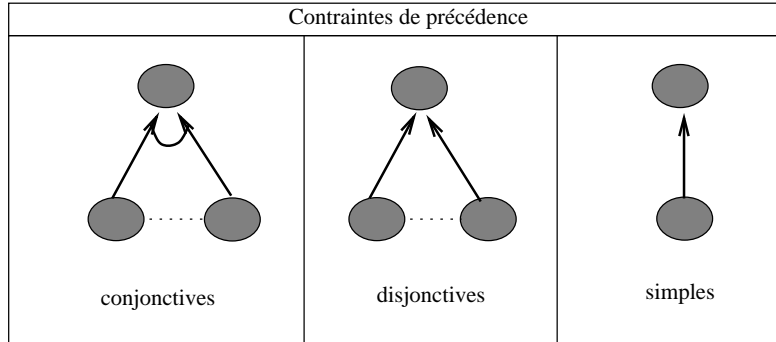 Contraintes de précédence
conjonctives
disjonctives
simples